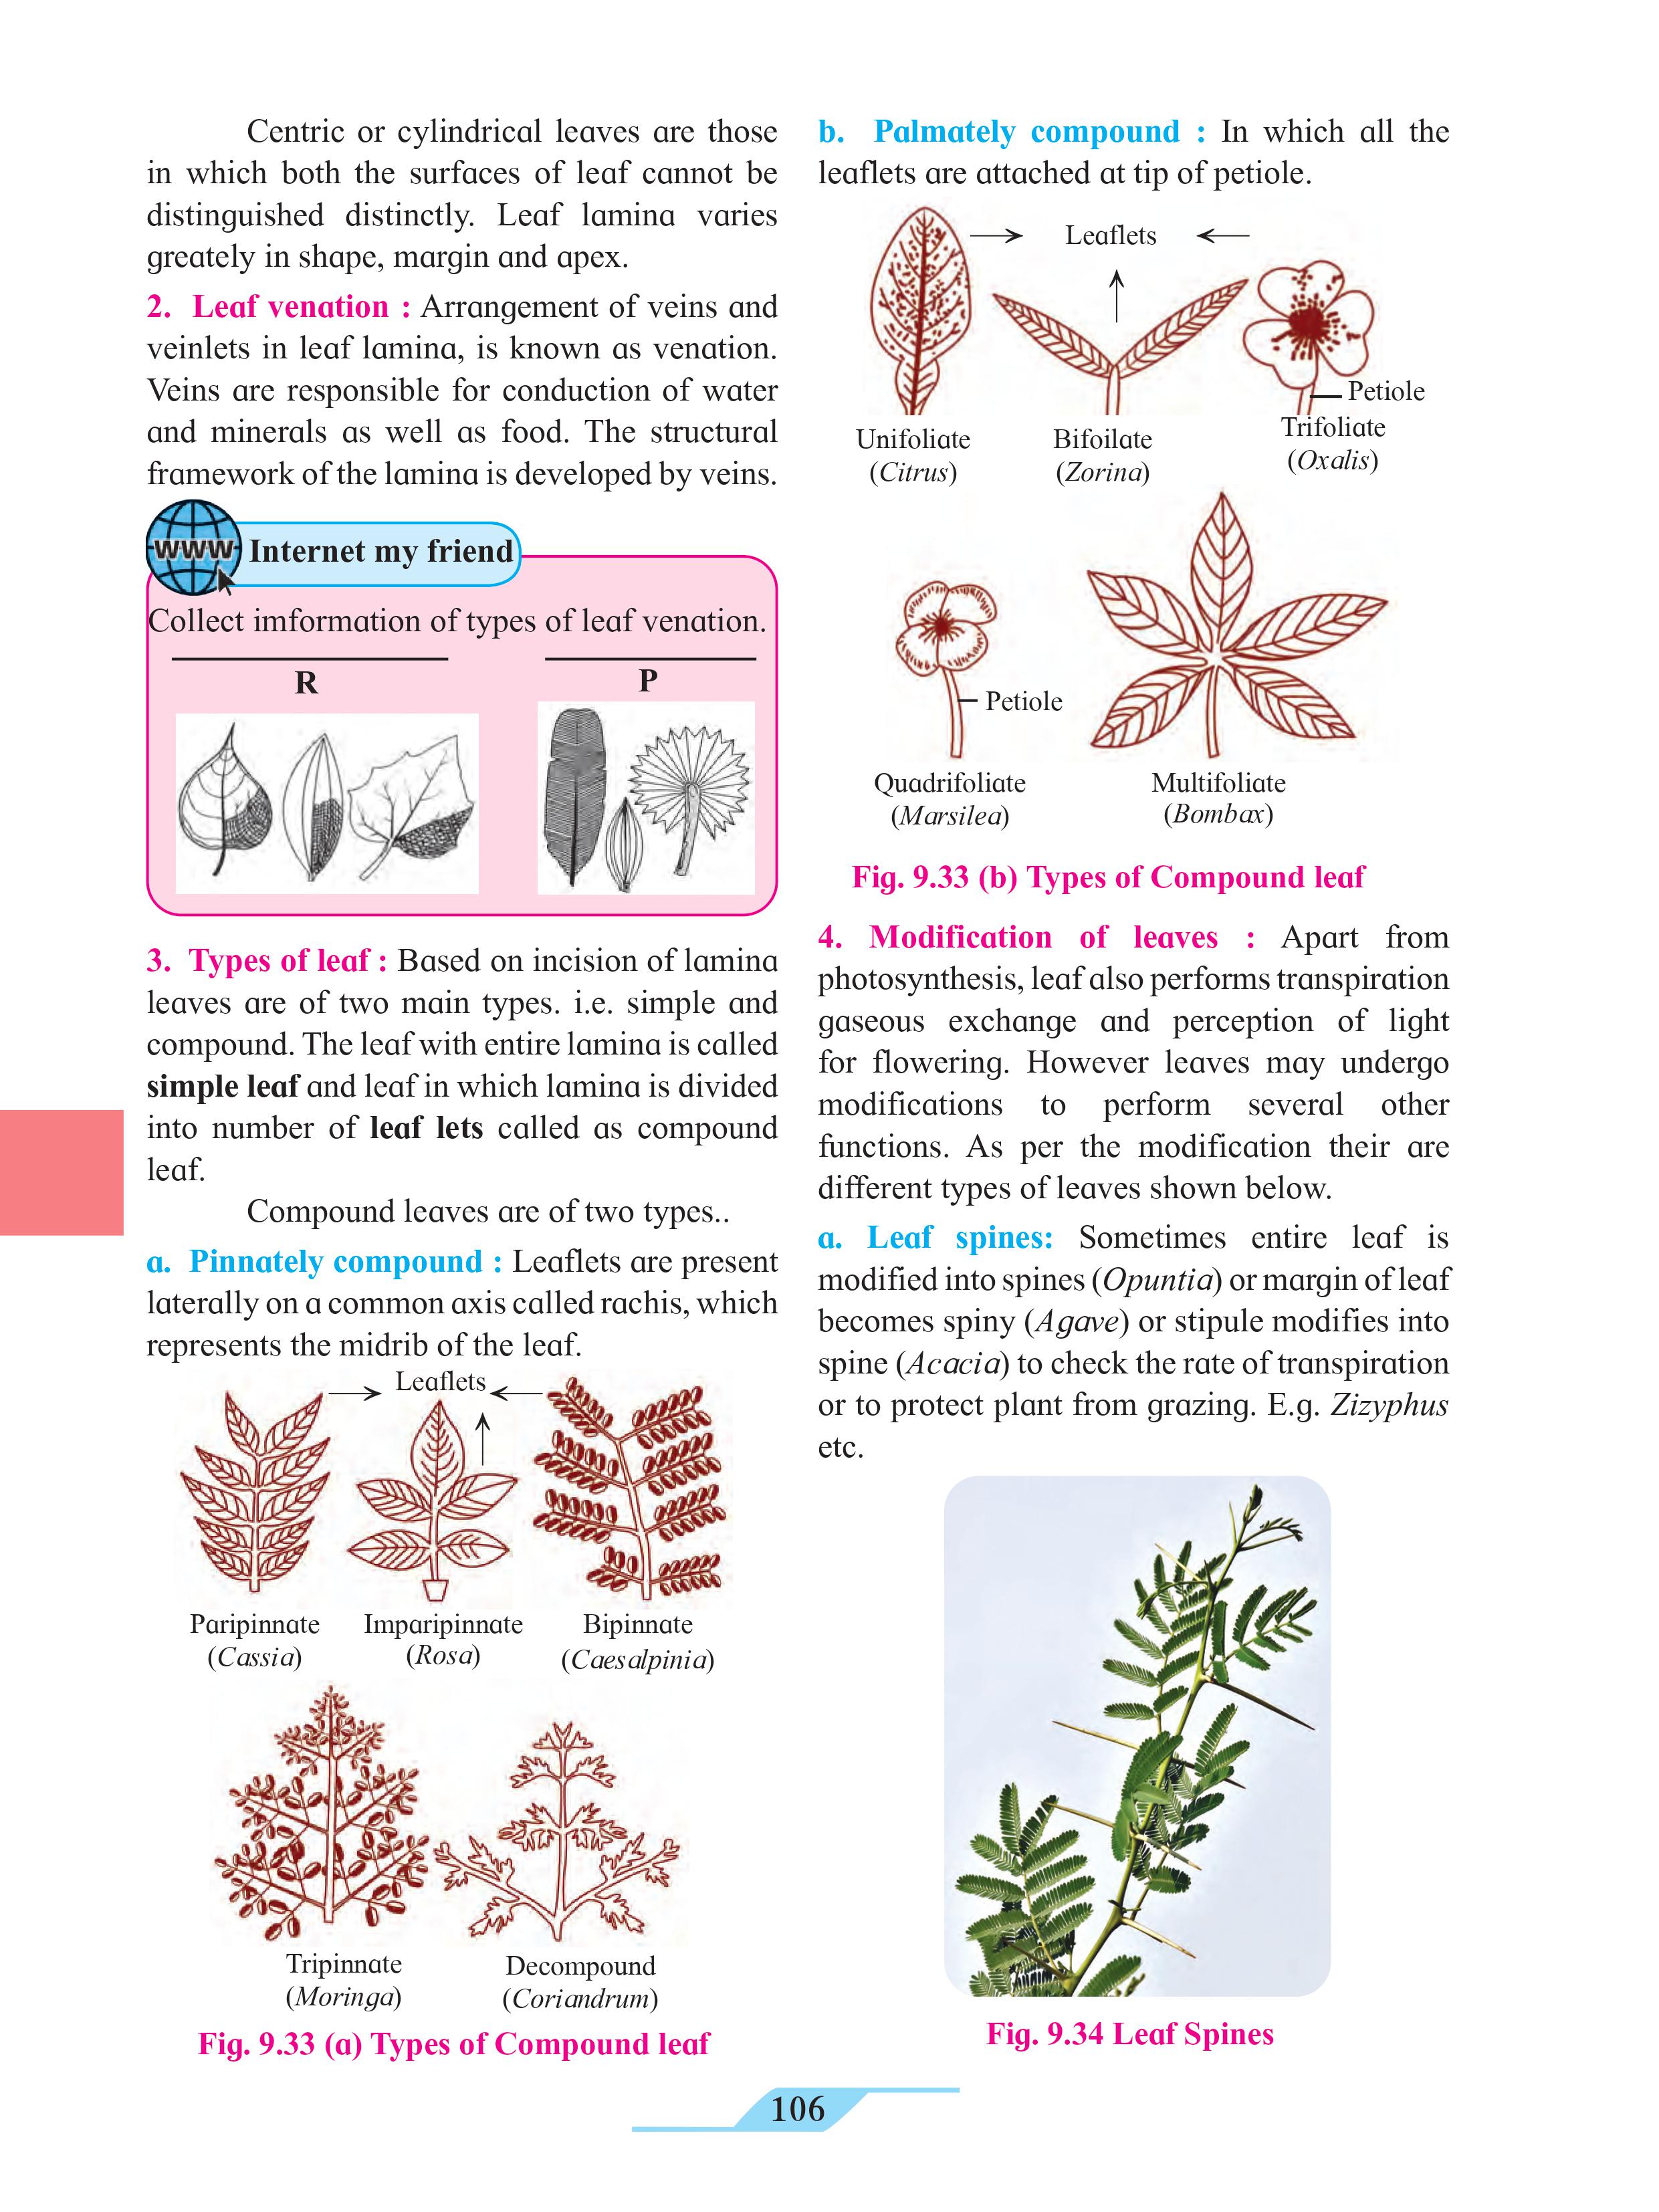 Centric or cylindrical leaves are those
in which both the surfaces of leaf cannot be
distinguished distinctly. Leaf lamina varies
greately in shape, margin and apex.
2. Leaf venation : Arrangement of veins and
veinlets in leaf lamina, is known as venation.
Veins are responsible for conduction of water
and minerals as well as food. The structural
framework of the lamina is developed by veins.
WWW
Internet my friend
Collect imformation of types of leaf venation.
R
P
3. Types of leaf : Based on incision of lamina
leaves are of two main types. i.e. simple and
compound. The leaf with entire lamina is called
simple leaf and leaf in which lamina is divided
into number of leaf lets called as compound
leaf.
Compound leaves are of two types..
a. Pinnately compound : Leaflets are present
laterally on a common axis called rachis, which
represents the midrib of the leaf.
Leaflets
Paripinnate
(Cassia)
Imparipinnate
(Rosa)
Bipinnate
(Caesalpinia)
Tripinnate
(Moringa)
Decompound
(Coriandrum)
Fig. 9.33 (a) Types of Compound leaf
b. Palmately compound : In which all the
leaflets are attached at tip of petiole.
Leaflets
Petiole
Unifoliate
(Citrus)
Bifoilate
(Zorina)
Trifoliate
(Oxalis)
Petiole
Quadrifoliate
(Marsilea)
Multifoliate
(Bombax)
Fig. 9.33 (b) Types of Compound leaf
4. Modification of leaves : Apart from
photosynthesis, leaf also performs transpiration
gaseous exchange and perception of light
for flowering. However leaves may undergo
modifications to perform several other
functions. As per the modification their are
different types of leaves shown below.
a. Leaf spines: Sometimes entire leaf is
modified into spines (Opuntia) or margin of leaf
becomes spiny (Agave) or stipule modifies into
spine (Acacia) to check the rate of transpiration
or to protect plant from grazing. E.g. Zizyphus
etc.
Fig. 9.34 Leaf Spines
106